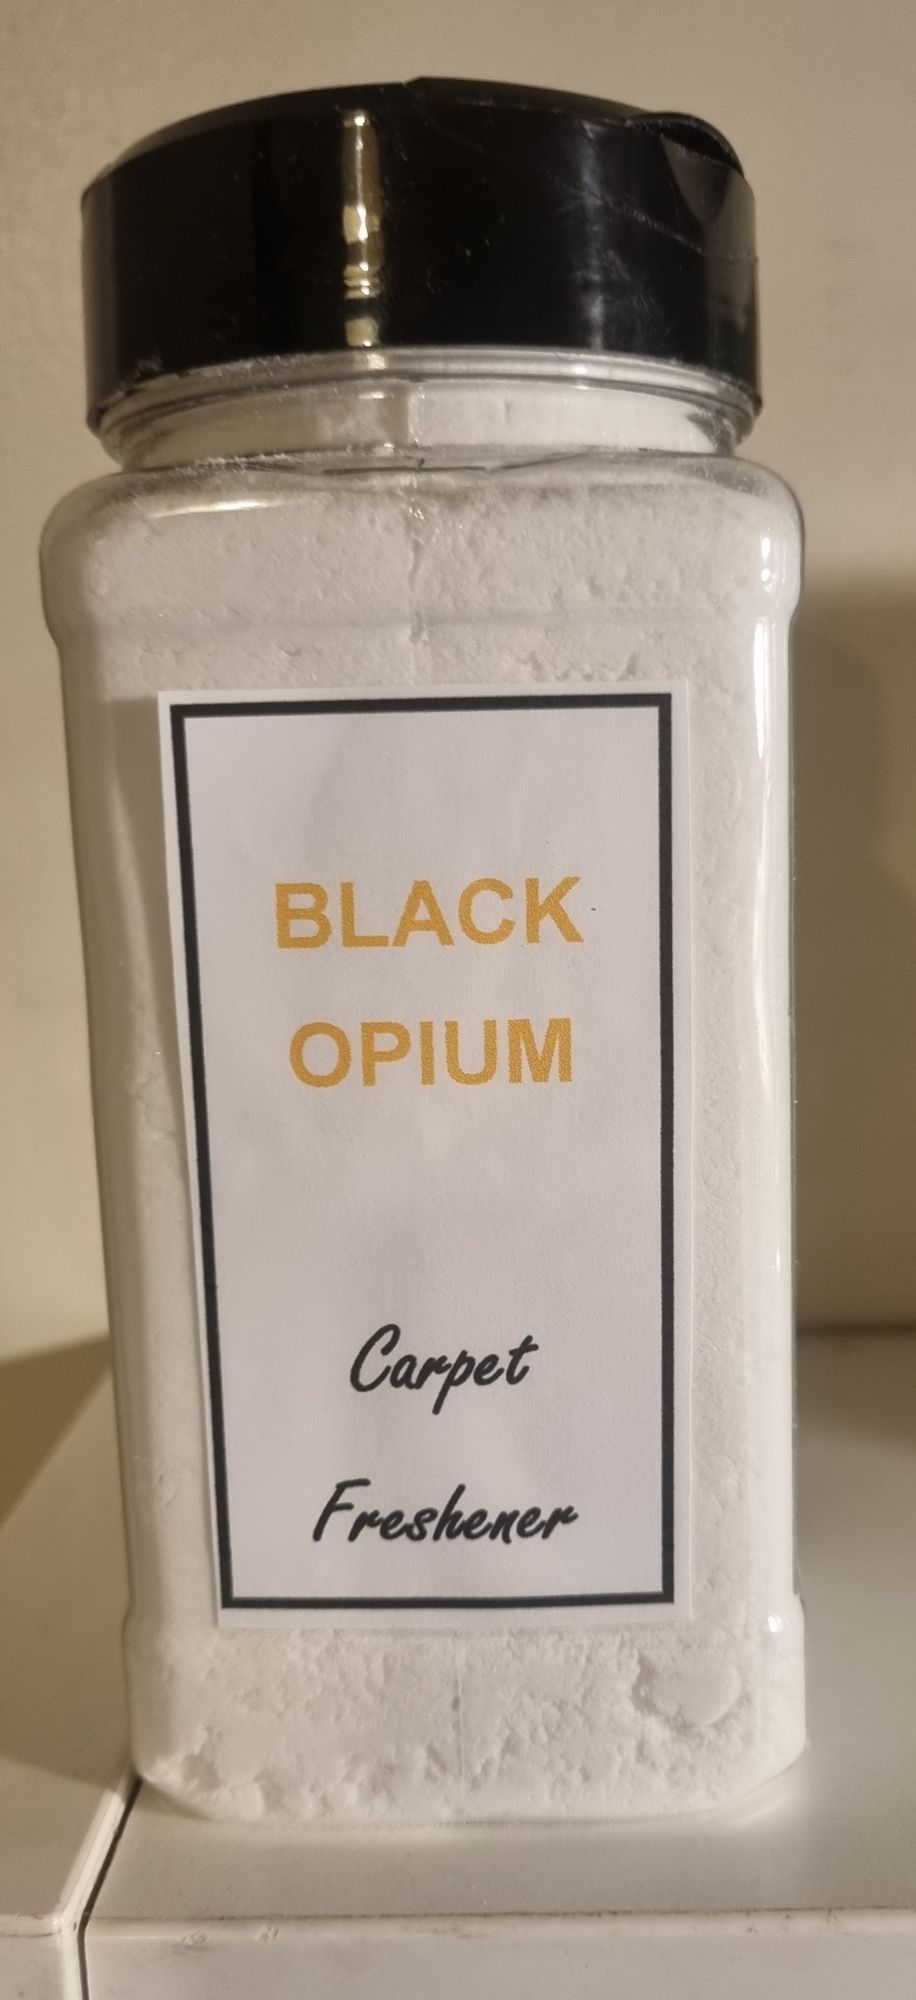 BLACK
OPIUM
Carpet
Freshener